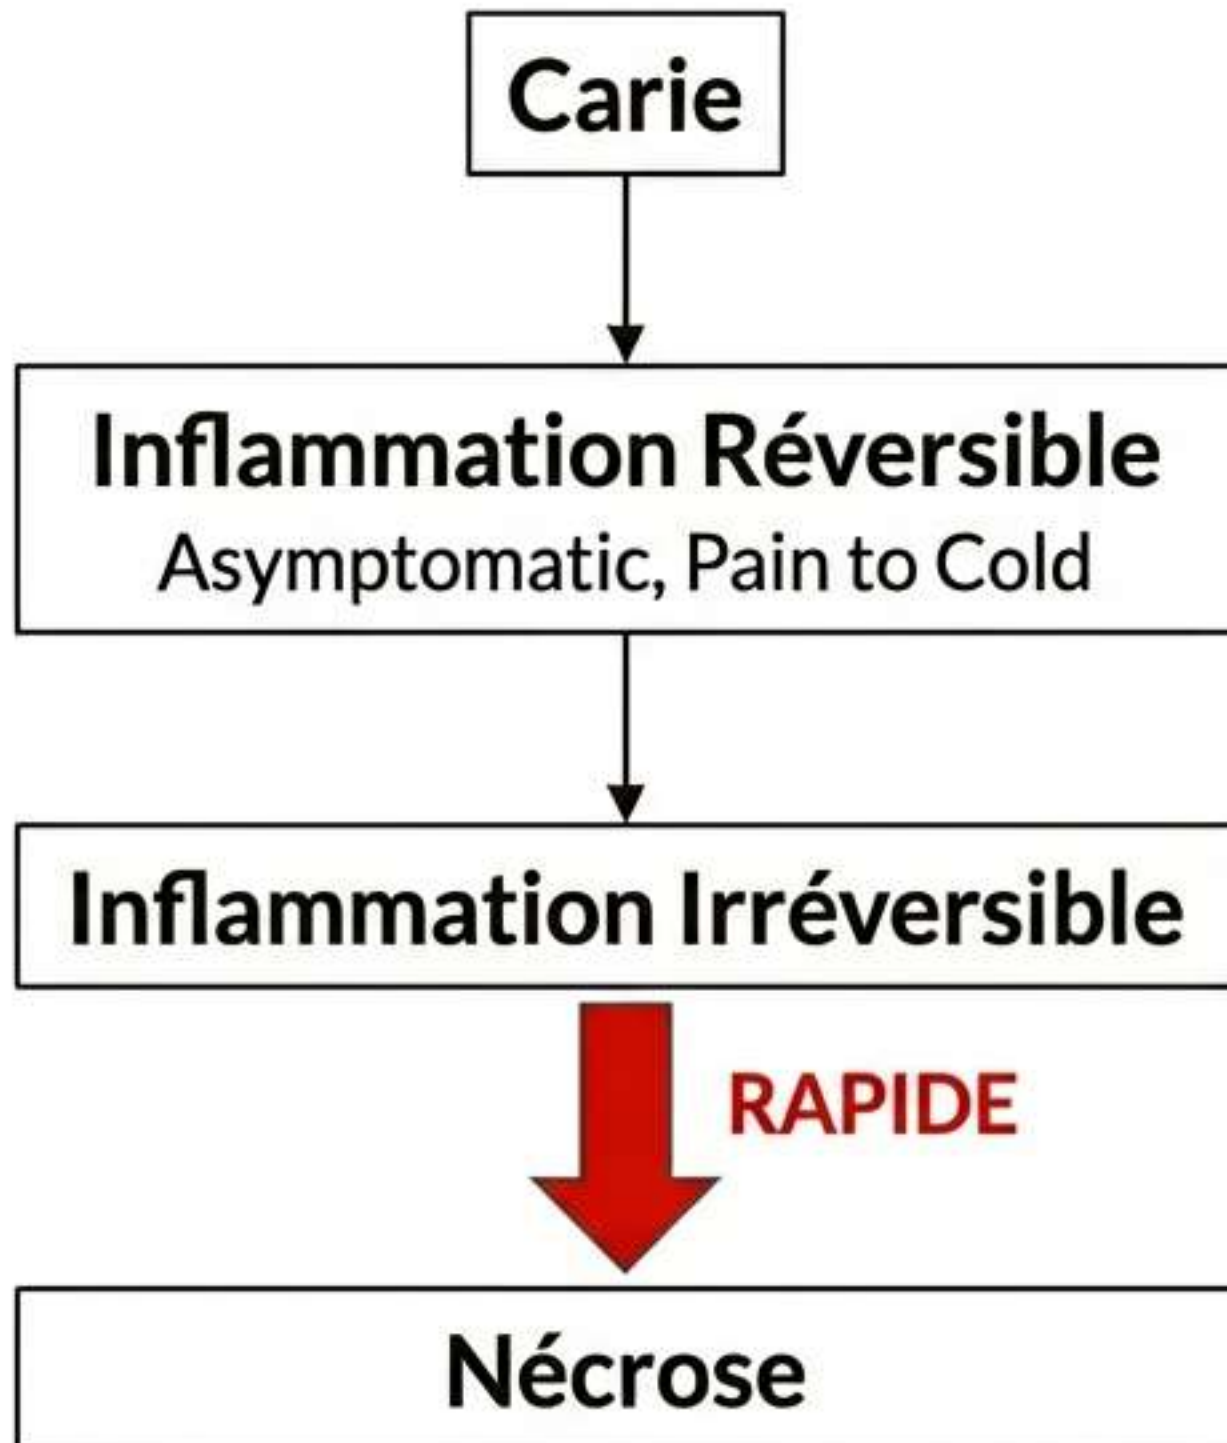 Carie
Inflammation Réversible
Asymptomatic, Pain to Cold
Inflammation Irréversible
RAPIDE
Nécrose